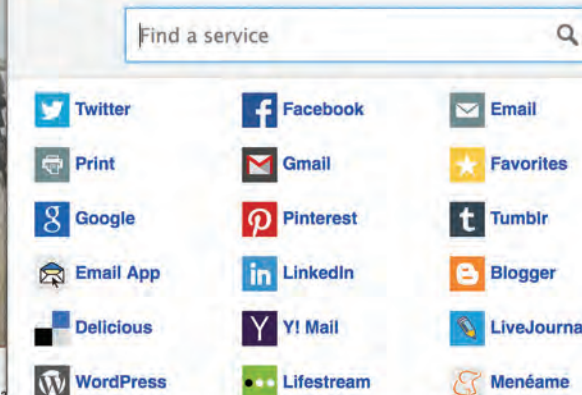 Find a service
Twitter Facebook Email
Print Gmail Favorites
Google Pinterest Tumblr
Email App LinkedIn Blogger
Delicious Y! Mail LiveJourna
WordPress Lifestream Menéame